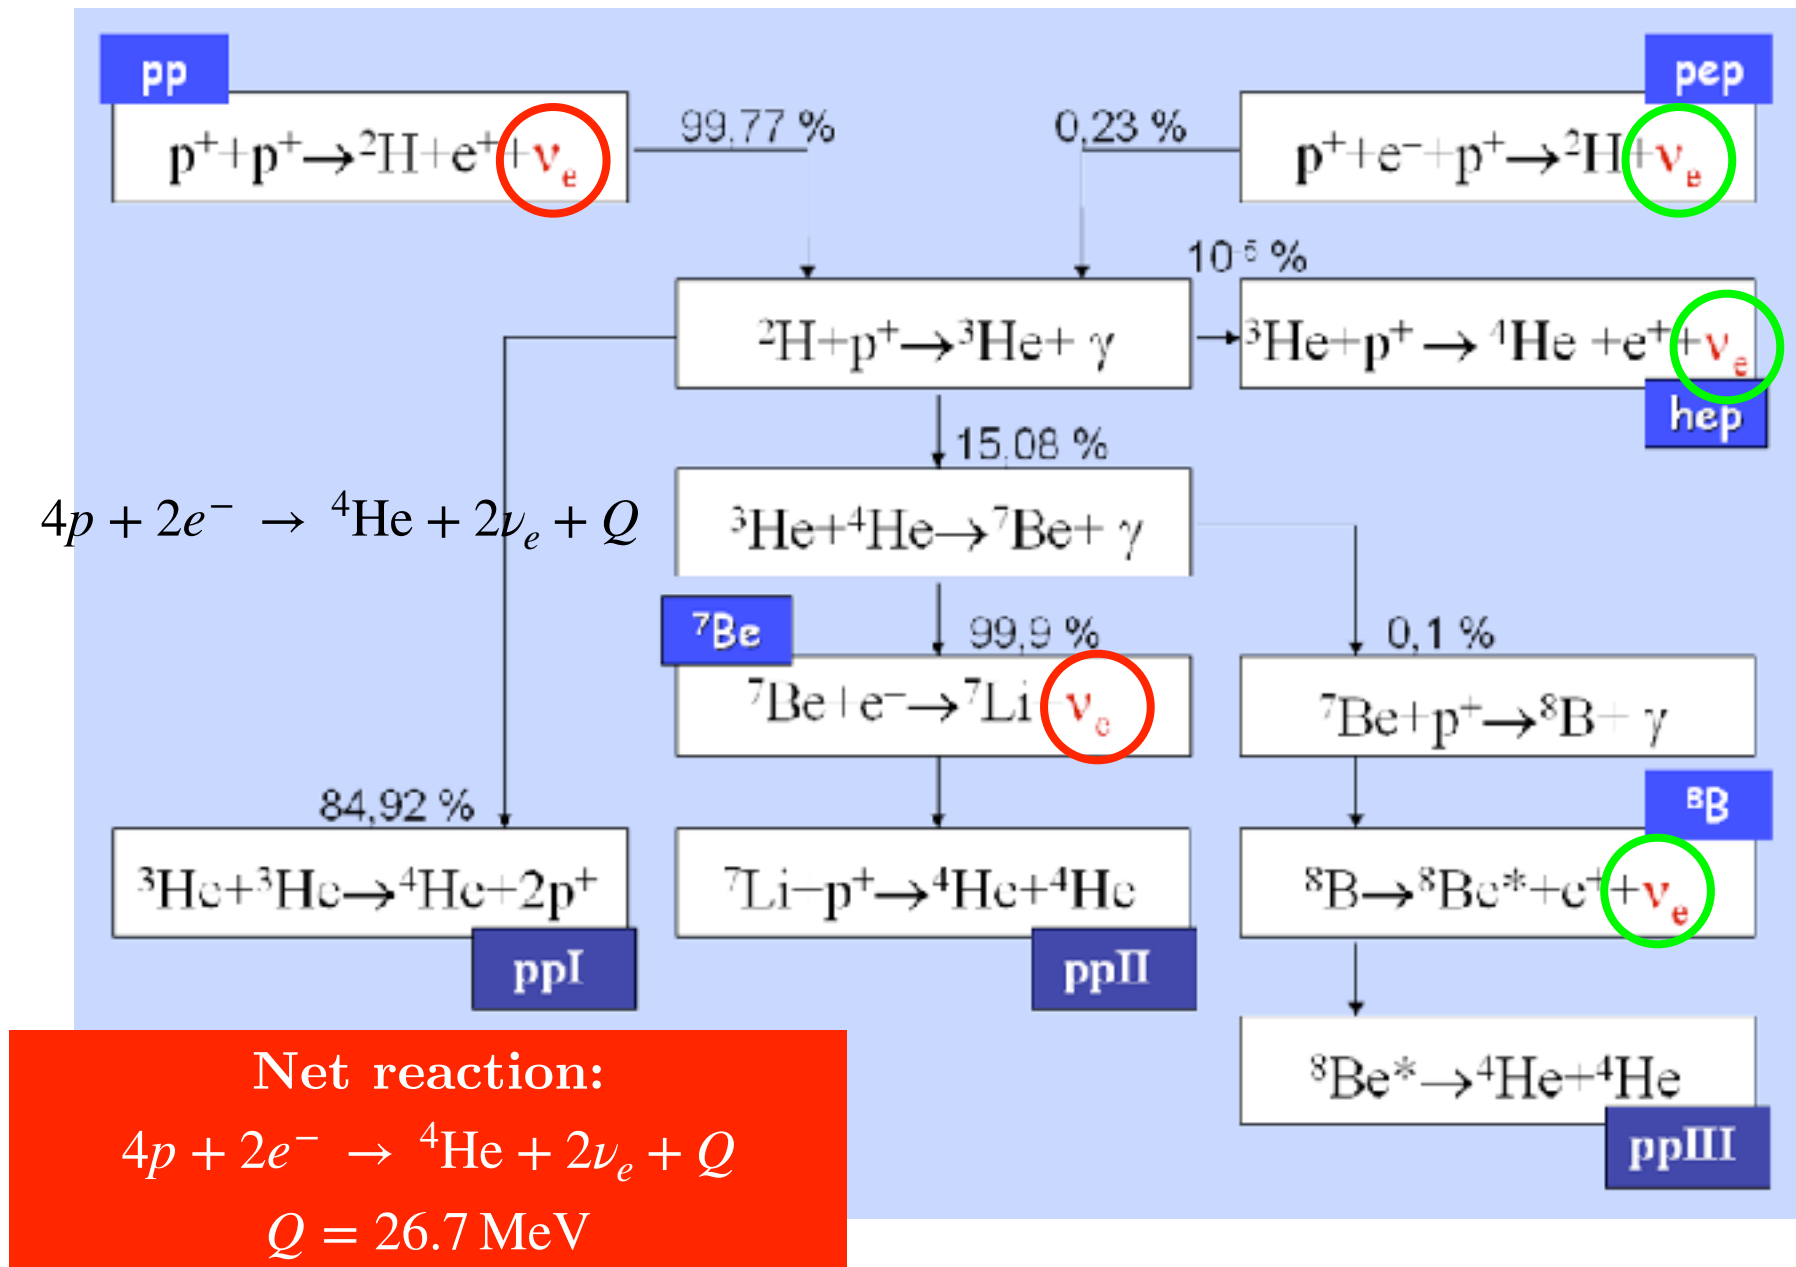 pp
pep
p⁺+p⁺→²H+e⁺+νₑ
99,77 %
0,23 %
p⁺+e⁻+p⁺→²H+νₑ
10⁻⁵ %
²H+p⁺→³He+ γ
³He+p⁺→ ⁴He +e⁺+νₑ
hep
15,08 %
4p + 2e⁻ → ⁴He + 2νₑ + Q
³He+⁴He→⁷Be+ γ
⁷Be
99,9 %
0,1 %
⁷Be+e⁻→⁷Li+νₑ
⁷Be+p⁺→⁸B+ γ
⁸B
84,92 %
³He+³He→⁴He+2p⁺
⁷Li+p⁺→⁴He+⁴He
⁸B→⁸Be*+e⁺+νₑ
ppI
ppII
⁸Be*→⁴He+⁴He
ppIII
Net reaction:
4p + 2e⁻ → ⁴He + 2νₑ + Q
Q = 26.7 MeV